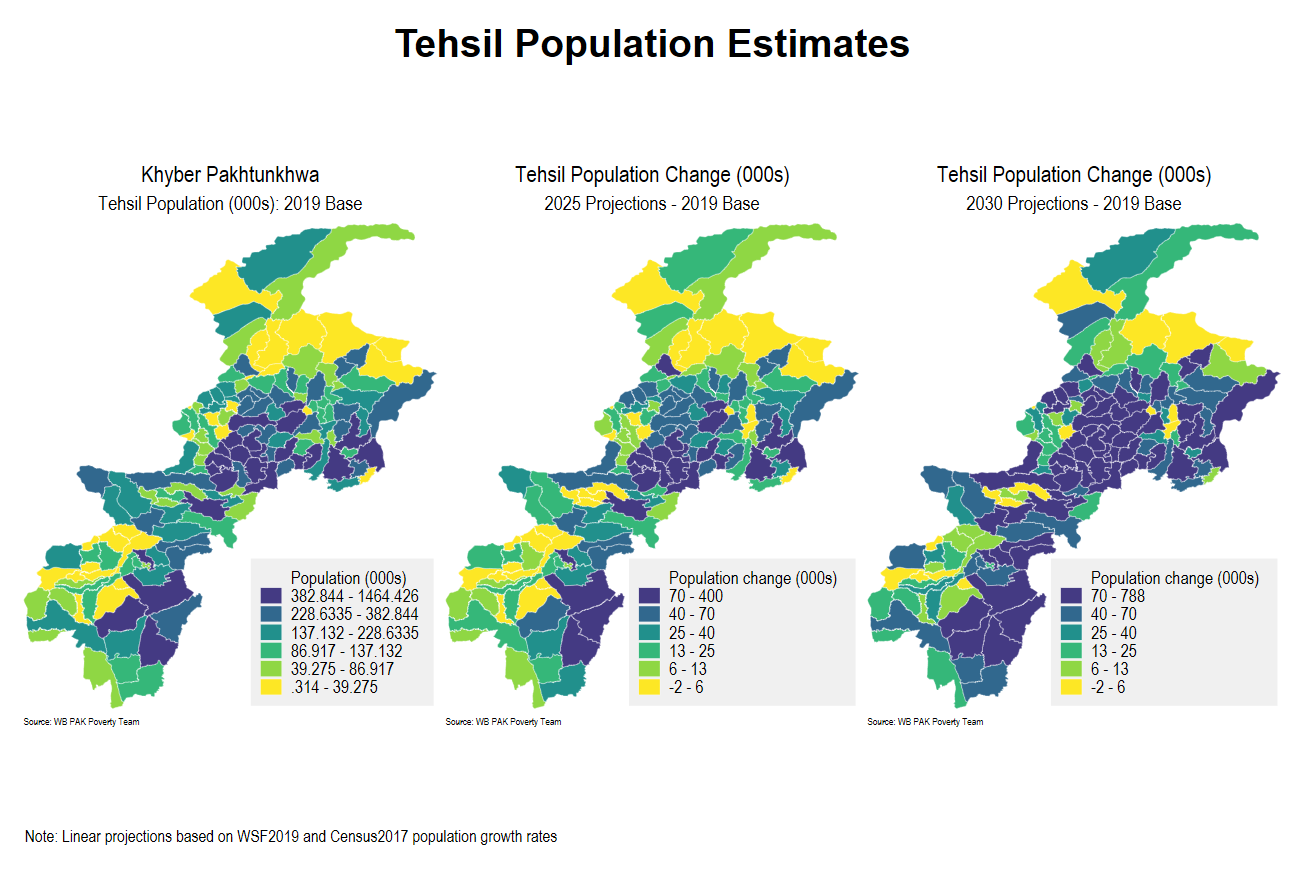 Tehsil Population Estimates
Khyber Pakhtunkhwa
Tehsil Population (000s): 2019 Base
Population (000s)
382.844 - 1464.426
228.6335 - 382.844
137.132 - 228.6335
86.917 - 137.132
39.275 - 86.917
.314 - 39.275
Source: WB PAK Poverty Team
Tehsil Population Change (000s)
2025 Projections - 2019 Base
Population change (000s)
70 - 400
40 - 70
25 - 40
13 - 25
6 - 13
-2 - 6
Source: WB PAK Poverty Team
Tehsil Population Change (000s)
2030 Projections - 2019 Base
Population change (000s)
70 - 788
40 - 70
25 - 40
13 - 25
6 - 13
-2 - 6
Source: WB PAK Poverty Team
Note: Linear projections based on WSF2019 and Census2017 population growth rates